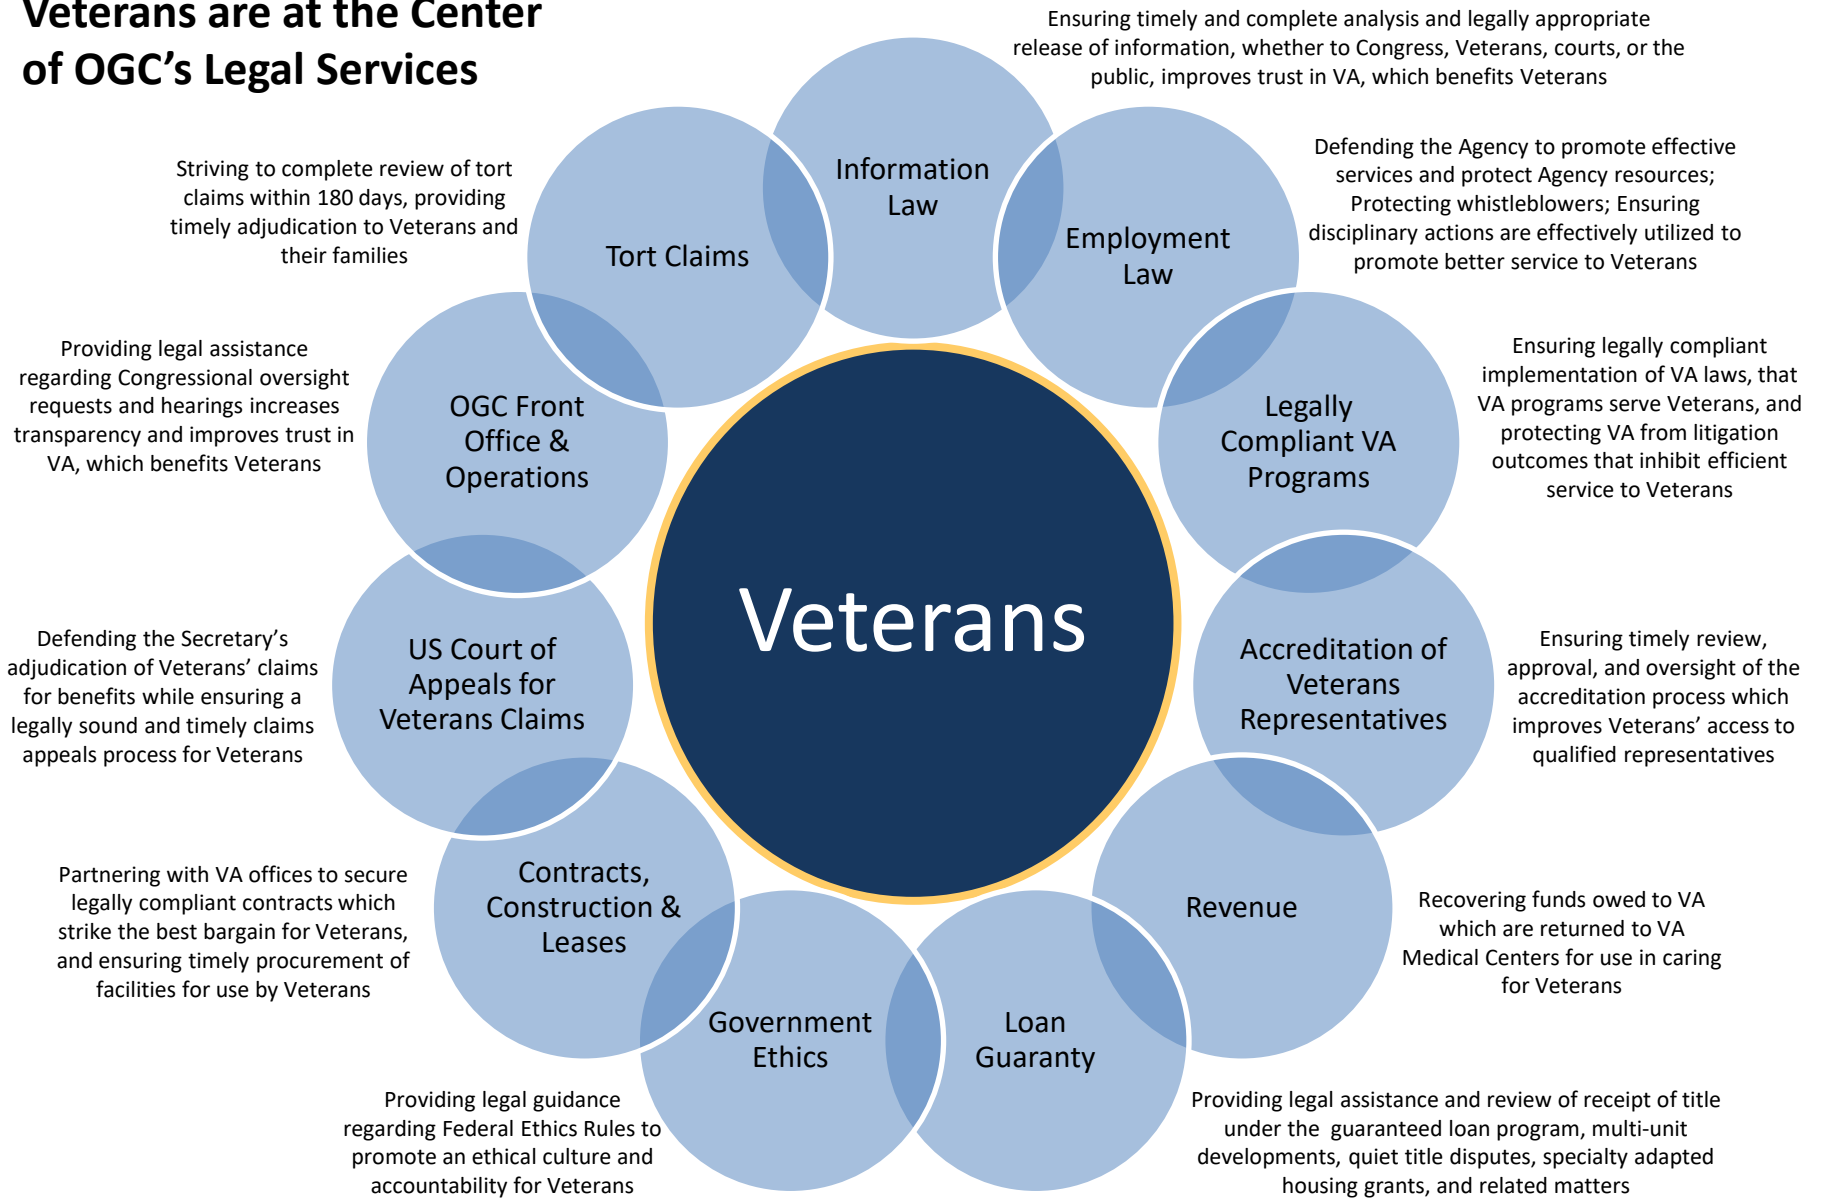 Veterans are at the Center
of OGC’s Legal Services
Ensuring timely and complete analysis and legally appropriate
release of information, whether to Congress, Veterans, courts, or the
public, improves trust in VA, which benefits Veterans
Information
Law
Defending the Agency to promote effective
services and protect Agency resources;
Protecting whistleblowers; Ensuring
disciplinary actions are effectively utilized to
promote better service to Veterans
Employment
Law
Ensuring legally compliant
implementation of VA laws, that
VA programs serve Veterans, and
protecting VA from litigation
outcomes that inhibit efficient
service to Veterans
Legally
Compliant VA
Programs
Ensuring timely review,
approval, and oversight of the
accreditation process which
improves Veterans’ access to
qualified representatives
Accreditation of
Veterans
Representatives
Recovering funds owed to VA
which are returned to VA
Medical Centers for use in caring
for Veterans
Revenue
Providing legal assistance and review of receipt of title
under the  guaranteed loan program, multi-unit
developments, quiet title disputes, specialty adapted
housing grants, and related matters
Loan
Guaranty
Government
Ethics
Providing legal guidance
regarding Federal Ethics Rules to
promote an ethical culture and
accountability for Veterans
Contracts,
Construction &
Leases
Partnering with VA offices to secure
legally compliant contracts which
strike the best bargain for Veterans,
and ensuring timely procurement of
facilities for use by Veterans
US Court of
Appeals for
Veterans Claims
Defending the Secretary’s
adjudication of Veterans’ claims
for benefits while ensuring a
legally sound and timely claims
appeals process for Veterans
OGC Front
Office &
Operations
Providing legal assistance
regarding Congressional oversight
requests and hearings increases
transparency and improves trust in
VA, which benefits Veterans
Tort Claims
Striving to complete review of tort
claims within 180 days, providing
timely adjudication to Veterans and
their families
Veterans